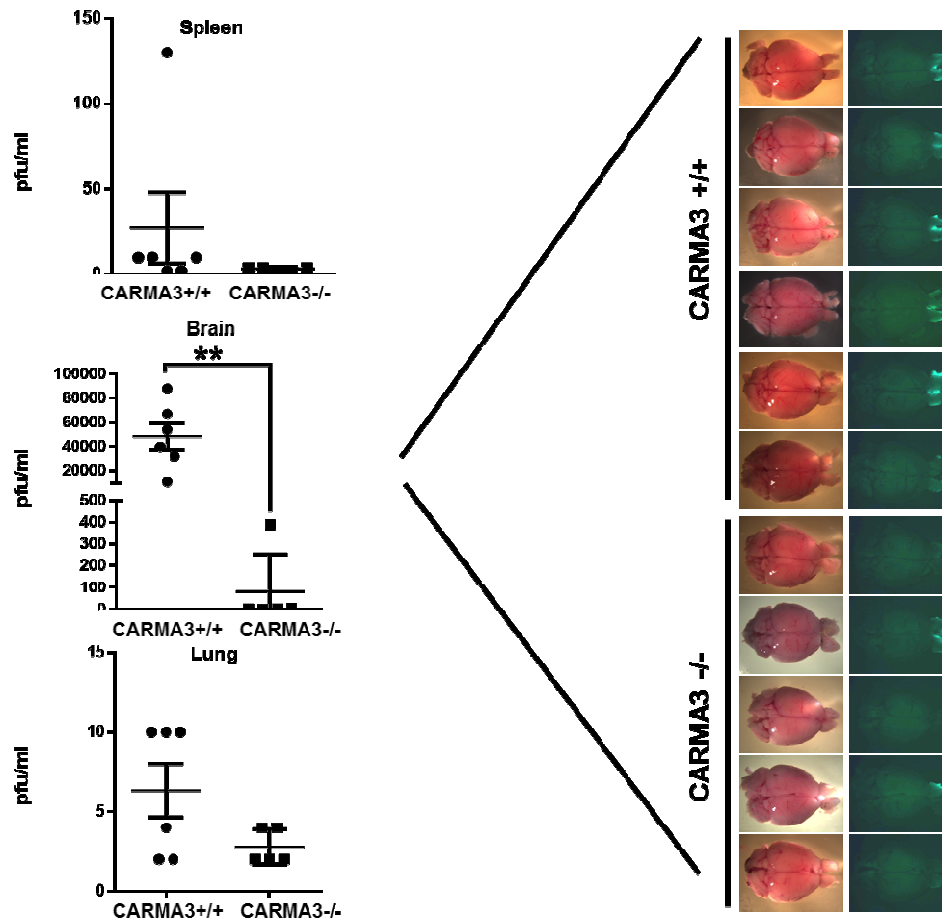 Spleen
150
100
50
0
pfu/ml
CARMA3+/+ CARMA3-/-
Brain
**
100000
80000
60000
40000
20000
500
400
300
200
100
0
pfu/ml
CARMA3+/+ CARMA3-/-
Lung
15
10
5
0
pfu/ml
CARMA3+/+ CARMA3-/-
CARMA3 +/+
CARMA3 -/-